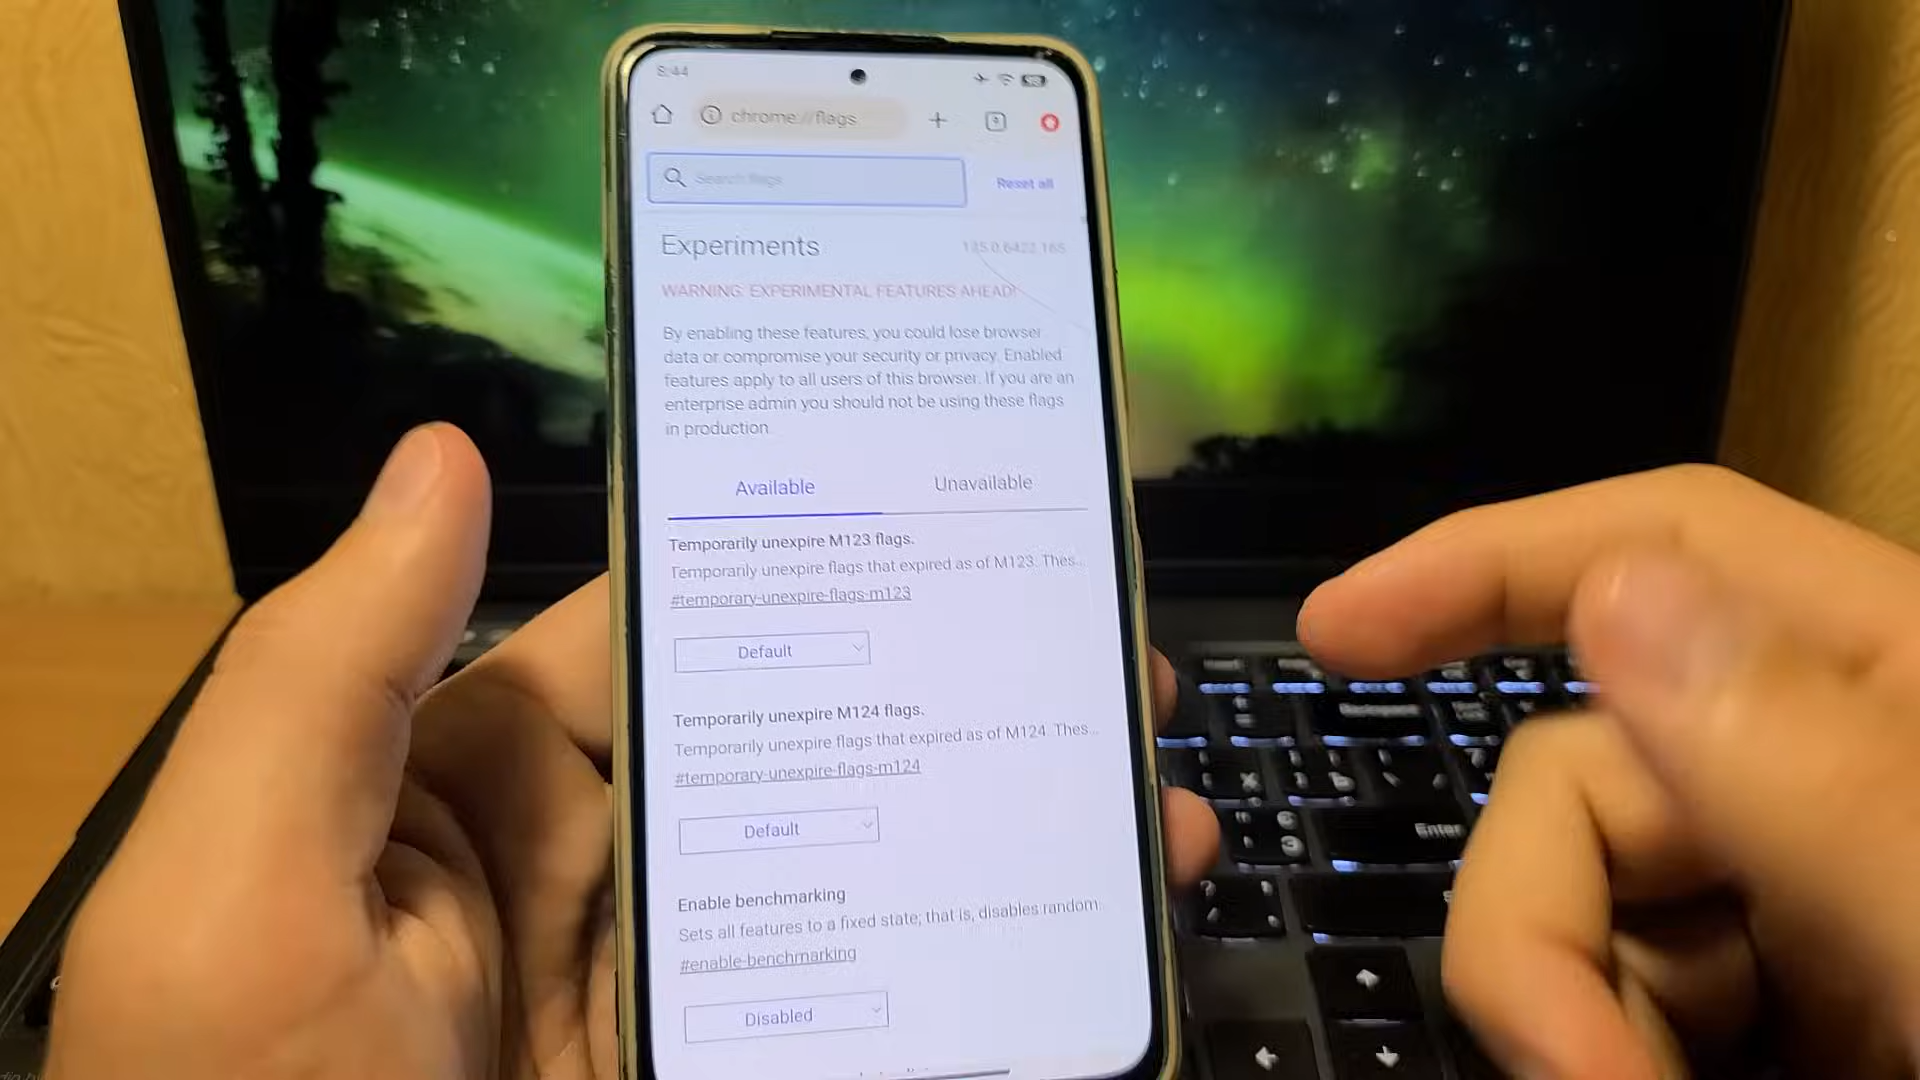 8:44
chrome://flags
Search flags
Reset all
Experiments
WARNING: EXPERIMENTAL FEATURES AHEAD!
By enabling these features, you could lose browser
data or compromise your security or privacy. Enabled
features apply to all users of this browser. If you are an
enterprise admin you should not be using these flags
in production.
Available
Unavailable
Temporarily unexpire M123 flags.
Temporarily unexpire flags that expired as of M123. Thes...
#temporary-unexpire-flags-m123
Default
Temporarily unexpire M124 flags.
Temporarily unexpire flags that expired as of M124. Thes...
#temporary-unexpire-flags-m124
Default
Enable benchmarking
Sets all features to a fixed state; that is, disables random
#enable-benchmarking
Disabled
Enter